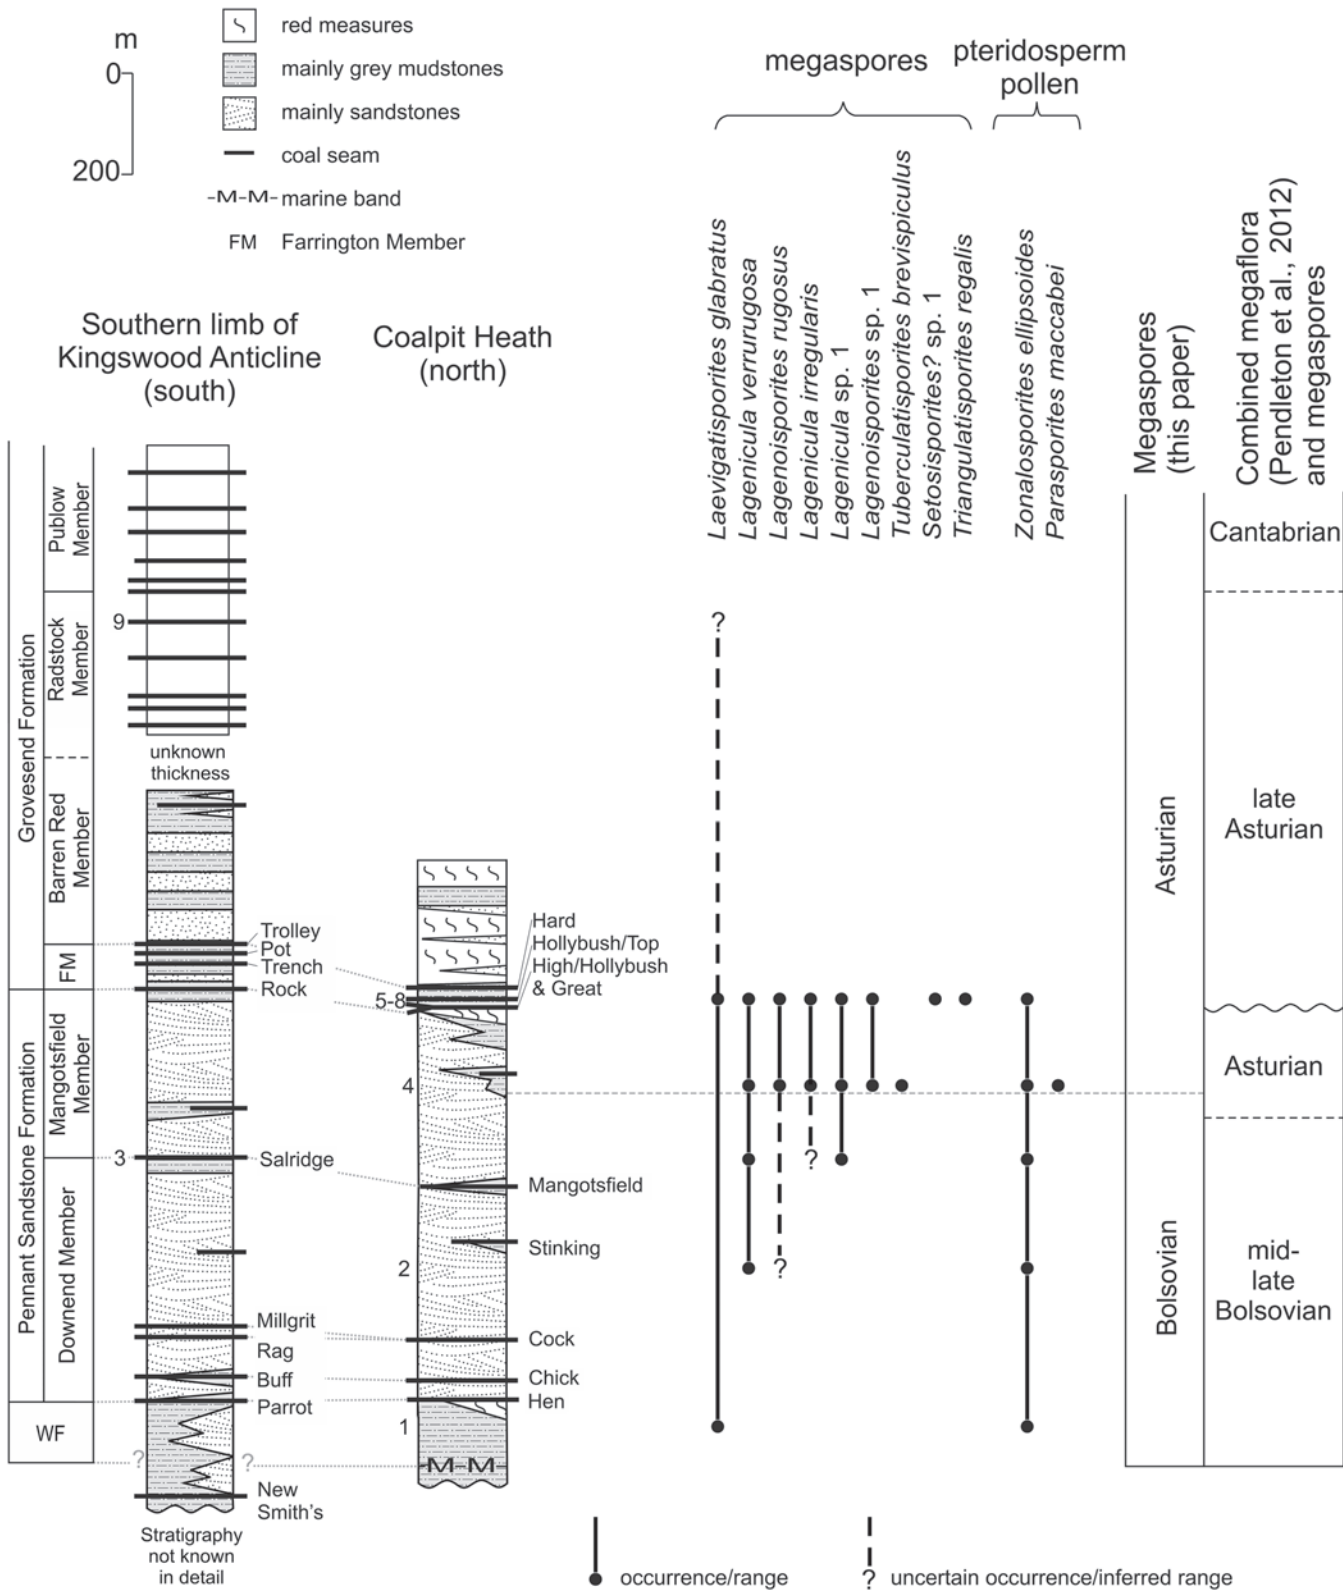 m
0
200
red measures
mainly grey mudstones
mainly sandstones
coal seam
-M-M- marine band
FM Farrington Member
megaspores
pteridosperm
pollen
Southern limb of
Kingswood Anticline
(south)
Coalpit Heath
(north)
Laevigatisporites glabratus
Lagenicula verrurugosa
Lagenoisporites rugosus
Lagenicula irregularis
Lagenicula sp. 1
Lagenoisporites sp. 1
Tuberculatisporites brevispiculus
Setosisporites? sp. 1
Triangulatisporites regalis
Zonalosporites ellipsoides
Parasporites maccabei
Megaspores
(this paper)
Combined megaflora
(Pendleton et al., 2012)
and megaspores
Grovesend Formation
Publow
Member
Radstock
Member
Barren Red
Member
FM
Pennant Sandstone Formation
Mangotsfield
Member
Downend Member
WF
9
unknown
thickness
Trolley
Pot
Trench
Rock
3
Salridge
Millgrit
Rag
Buff
Parrot
?
?
New
Smith's
Stratigraphy
not known
in detail
Hard
Hollybush/Top
High/Hollybush
& Great
5-8
4
Mangotsfield
Stinking
2
Cock
Chick
Hen
1
M M
?
?
?
Asturian
Bolsovian
Cantabrian
late
Asturian
Asturian
mid-
late
Bolsovian
occurrence/range
? uncertain occurrence/inferred range